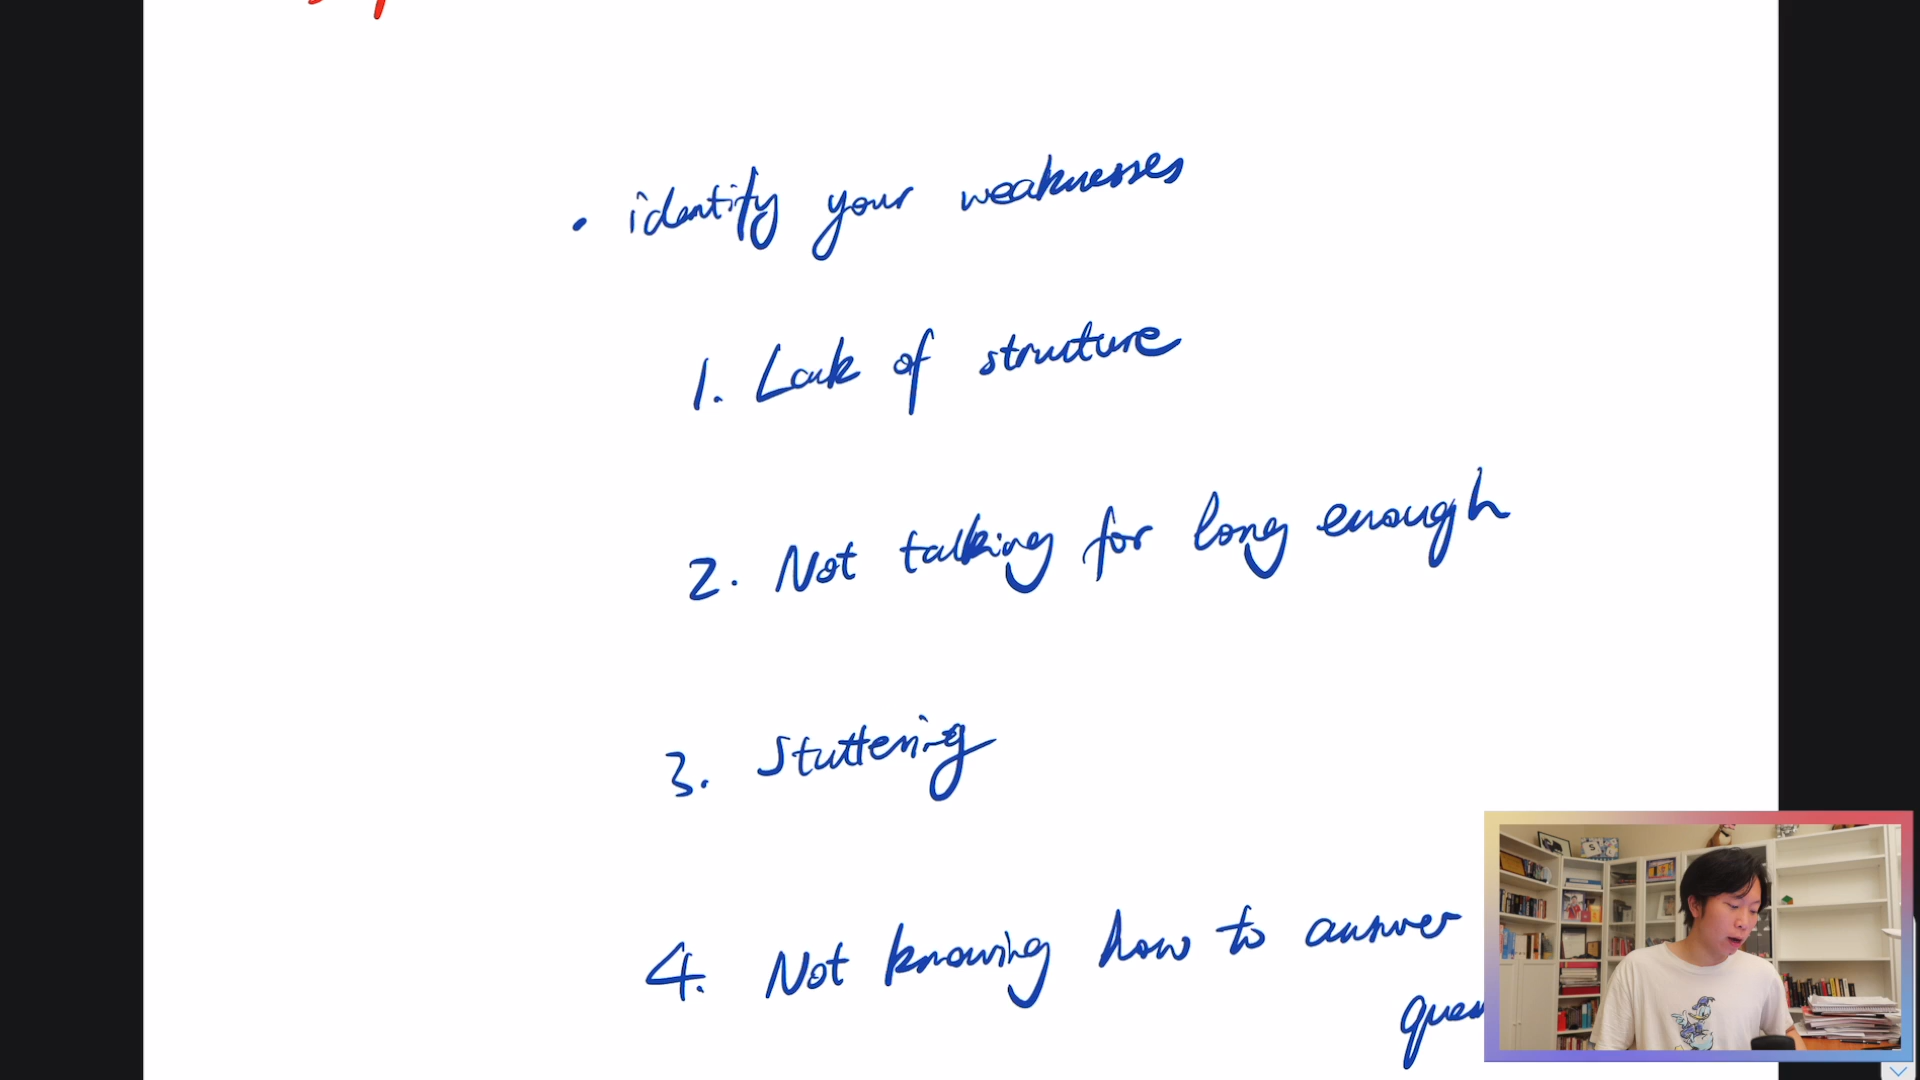 • identify your weaknesses
1. Lack of structure
2. Not talking for long enough
3. Stuttering
4. Not knowing how to answer